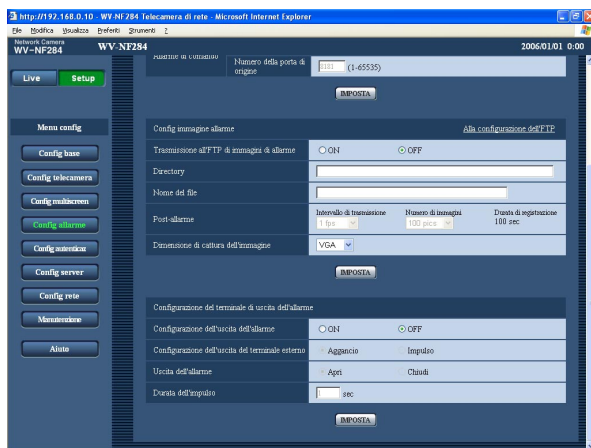 http://192.168.0.10 - WV-NF284 Telecamera di rete - Microsoft Internet Explorer
File Modifica Visualizza Preferiti Strumenti ?
Network Camera
WV-NF284
WV-NF284
2006/01/01 0:00
Live Setup
Allarme di comando
Numero della porta di origine
8181 (1-65535)
IMPOSTA
Menu config
Config base
Config telecamera
Config multiscreen
Config allarme
Config autenticaz
Config server
Config rete
Manutenzione
Aiuto
Config immagine allarme Alla configurazione dell'FTP
Trasmissione all'FTP di immagini di allarme ON OFF
Directory
Nome del file
Post-allarme
Intervallo di trasmissione Numero di immagini Durata di registrazione
1 fps 100 pics 100 sec
Dimensione di cattura dell'immagine VGA
IMPOSTA
Configurazione del terminale di uscita dell'allarme
Configurazione dell'uscita dell'allarme ON OFF
Configurazione dell'uscita del terminale esterno Aggancio Impulso
Uscita dell'allarme Apri Chiudi
Durata dell'impulso 1 sec
IMPOSTA